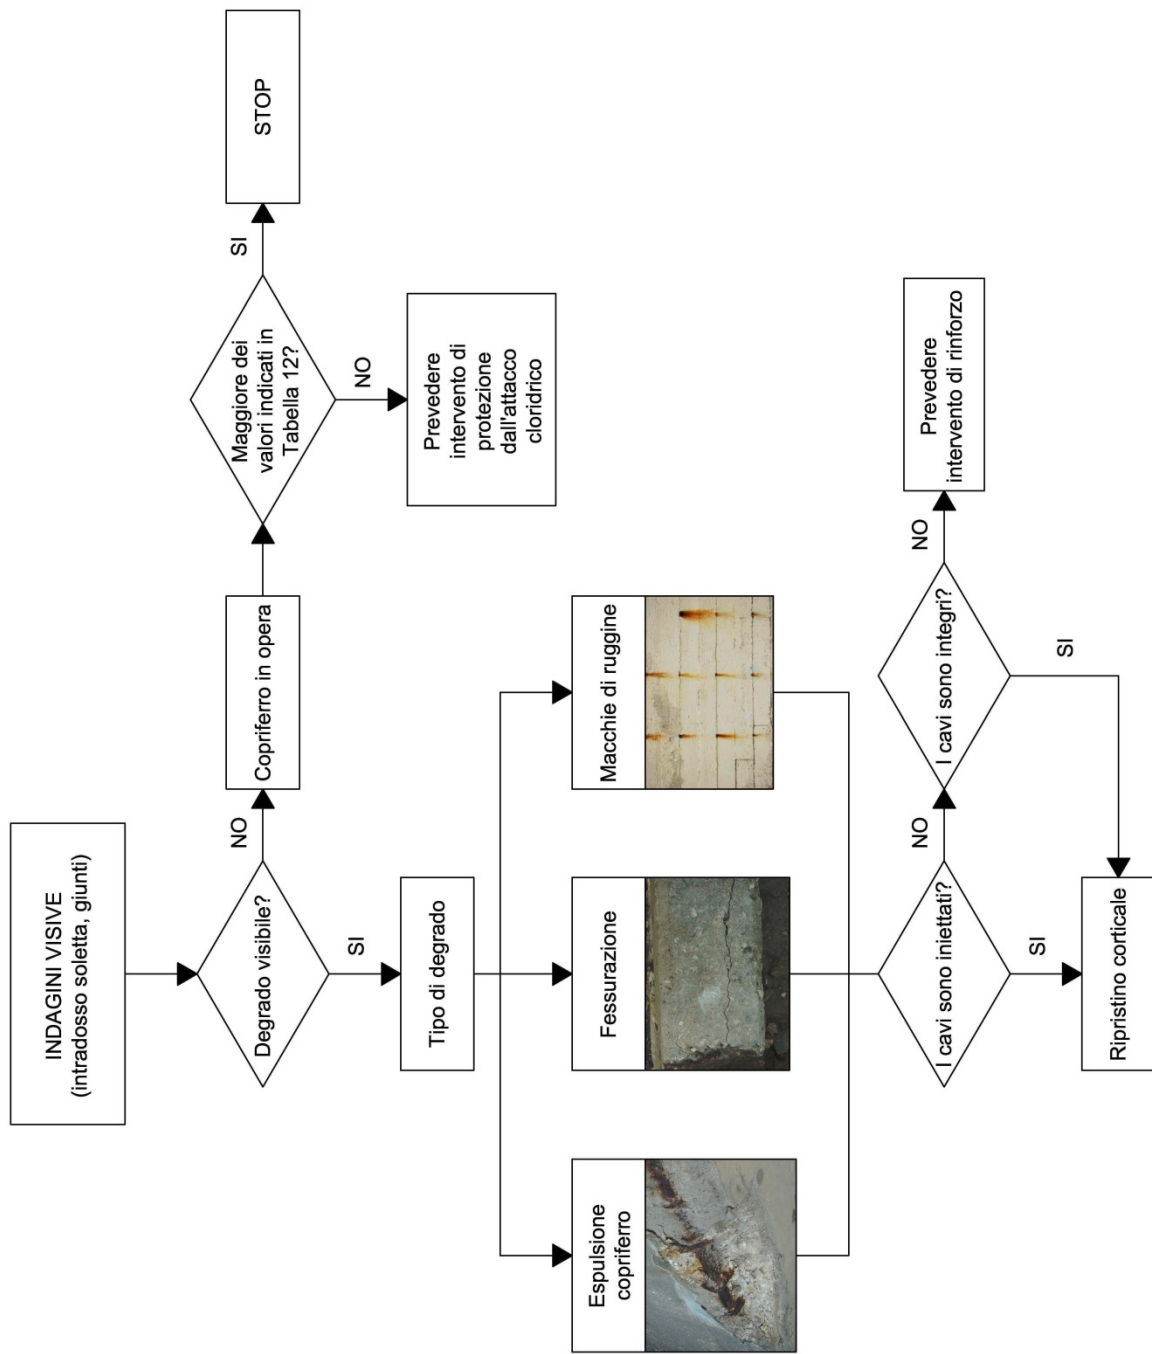 INDAGINI VISIVE
(intradosso soletta, giunti)
Degrado visibile?
NO
Copriferro in opera
Maggiore dei
valori indicati in
Tabella 12?
SI
STOP
NO
Prevedere
intervento di
protezione
dall'attacco
cloridrico
SI
Tipo di degrado
Espulsione
copriferro
Fessurazione
Macchie di ruggine
I cavi sono iniettati?
NO
I cavi sono integri?
NO
Prevedere
intervento di rinforzo
SI
SI
Ripristino corticale